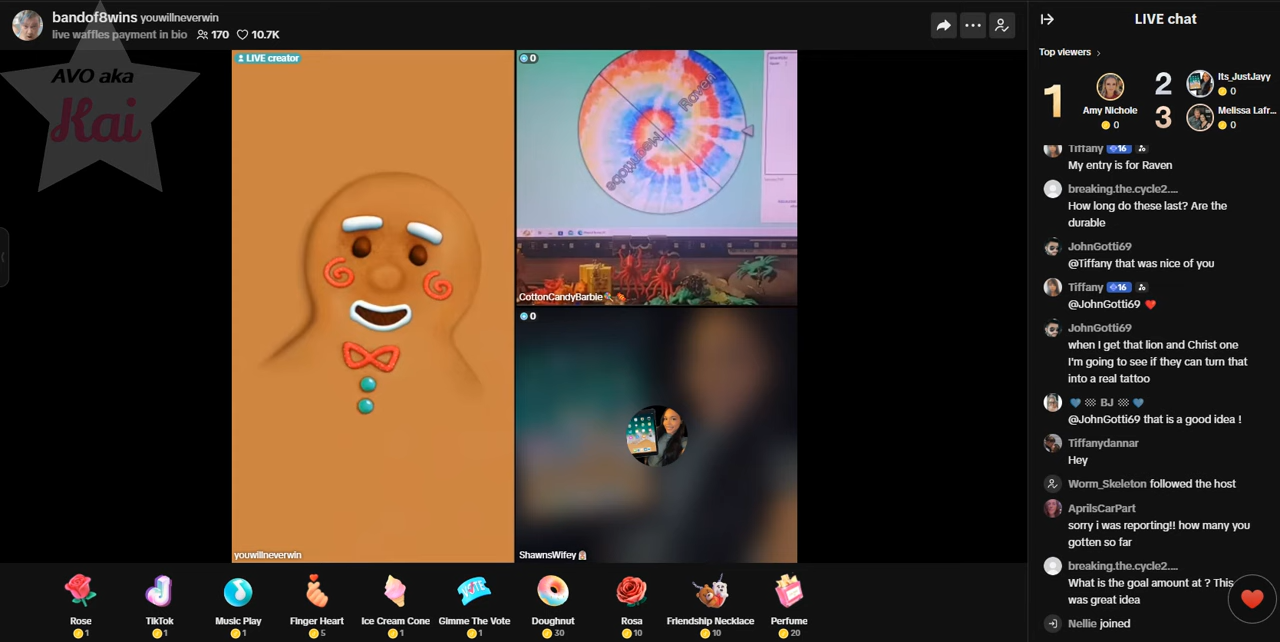 bandof8wins youwillneverwin
live waffles payment in bio 170 10.7K
AVO aka
Kai
LIVE creator
0
Raven
youwillneverwin
CottonCandyBarbie
0
ShawnsWifey
Rose
1
TikTok
1
Music Play
1
Finger Heart
5
Ice Cream Cone
1
VOTE
Gimme The Vote
1
Doughnut
30
Rosa
10
Friendship Necklace
10
Perfume
20
LIVE chat
Top viewers >
1
Amy Nichole
0
2
Its_JustJayy
0
3
Melissa Lafr...
0
Tiffany 16
My entry is for Raven
breaking.the.cycle2....
How long do these last? Are the
durable
JohnGotti69
@Tiffany that was nice of you
Tiffany 16
@JohnGotti69 ❤️
JohnGotti69
when I get that lion and Christ one
I'm going to see if they can turn that
into a real tattoo
💙 🏁 BJ 🏁 💙
@JohnGotti69 that is a good idea !
Tiffanydannar
Hey
Worm_Skeleton followed the host
AprilsCarPart
sorry i was reporting!! how many you
gotten so far
breaking.the.cycle2....
What is the goal amount at ? This
was great idea
Nellie joined